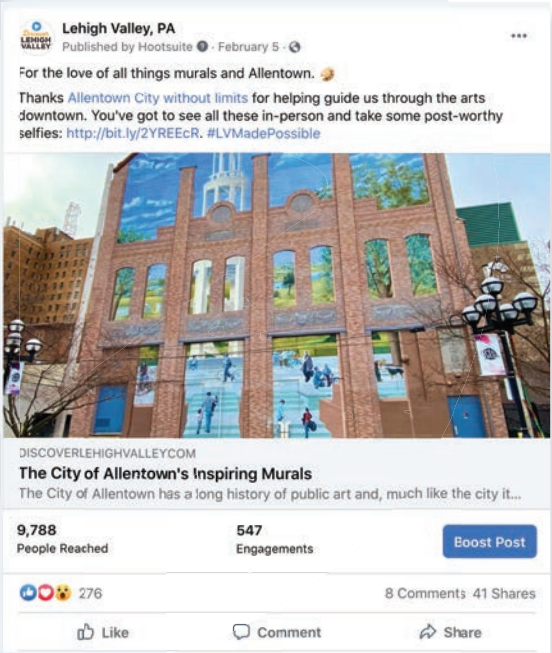 Discover
LEHIGH
VALLEY
Lehigh Valley, PA
Published by Hootsuite · February 5 ·
For the love of all things murals and Allentown.
Thanks Allentown City without limits for helping guide us through the arts
downtown. You've got to see all these in-person and take some post-worthy
selfies: http://bit.ly/2YREEcR. #LVMadePossible
DISCOVERLEHIGHVALLEYCOM
The City of Allentown's Inspiring Murals
The City of Allentown has a long history of public art and, much like the city it...
9,788
People Reached
547
Engagements
Boost Post
276
8 Comments 41 Shares
Like
Comment
Share